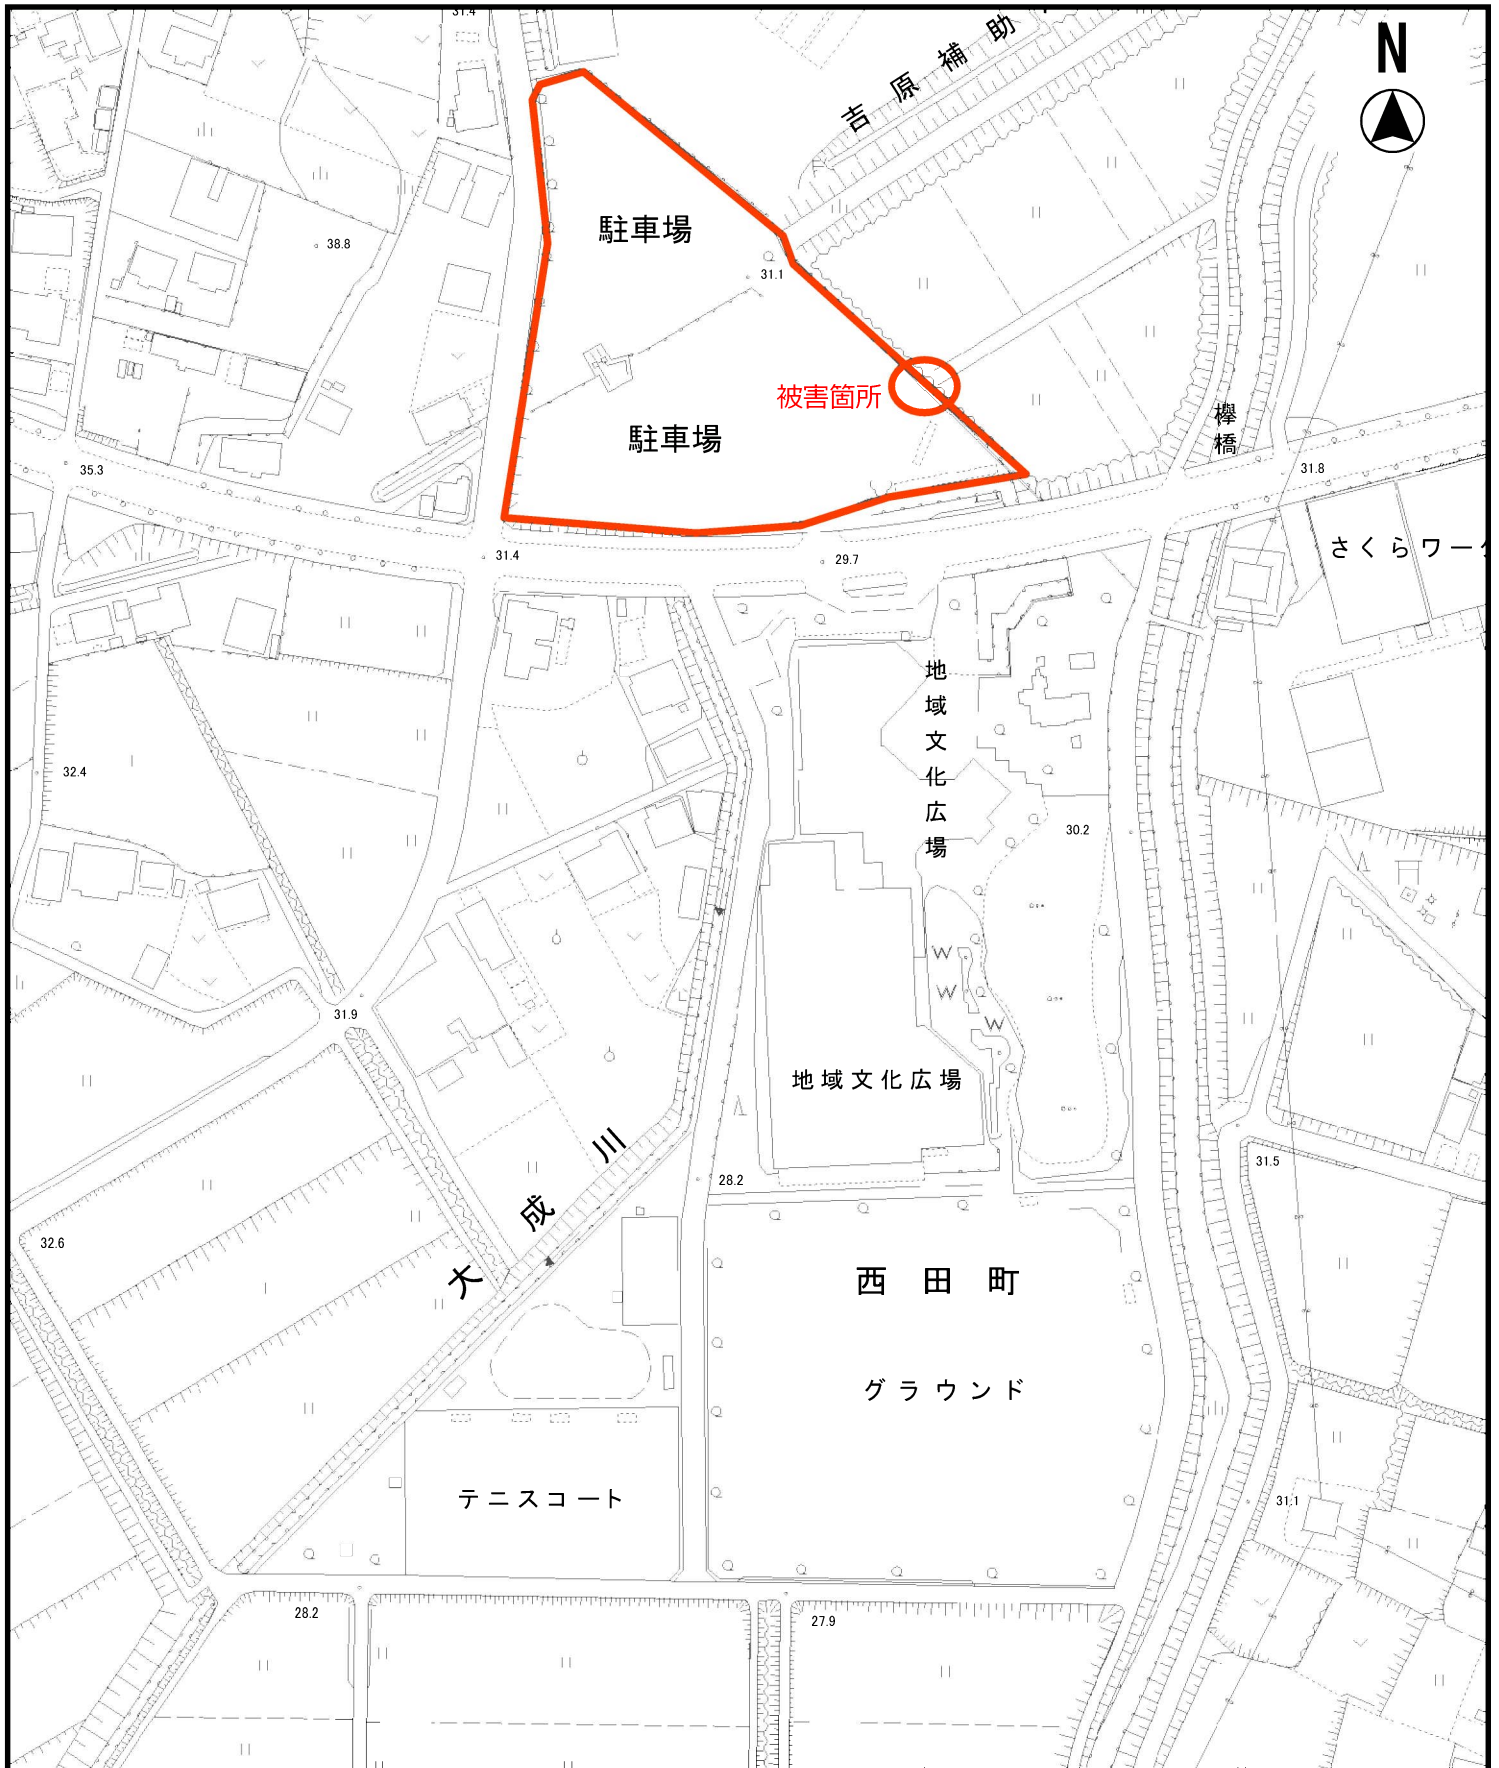 31.4
N
吉原補助
駐車場
38.8
31.1
被害箇所
欅橋
駐車場
35.3
31.8
31.4
29.7
さくらワーク
地域文化広場
32.4
30.2
W
W
W
31.9
地域文化広場
大成川
28.2
31.5
32.6
西田町
グラウンド
テニスコート
31.1
28.2
27.9